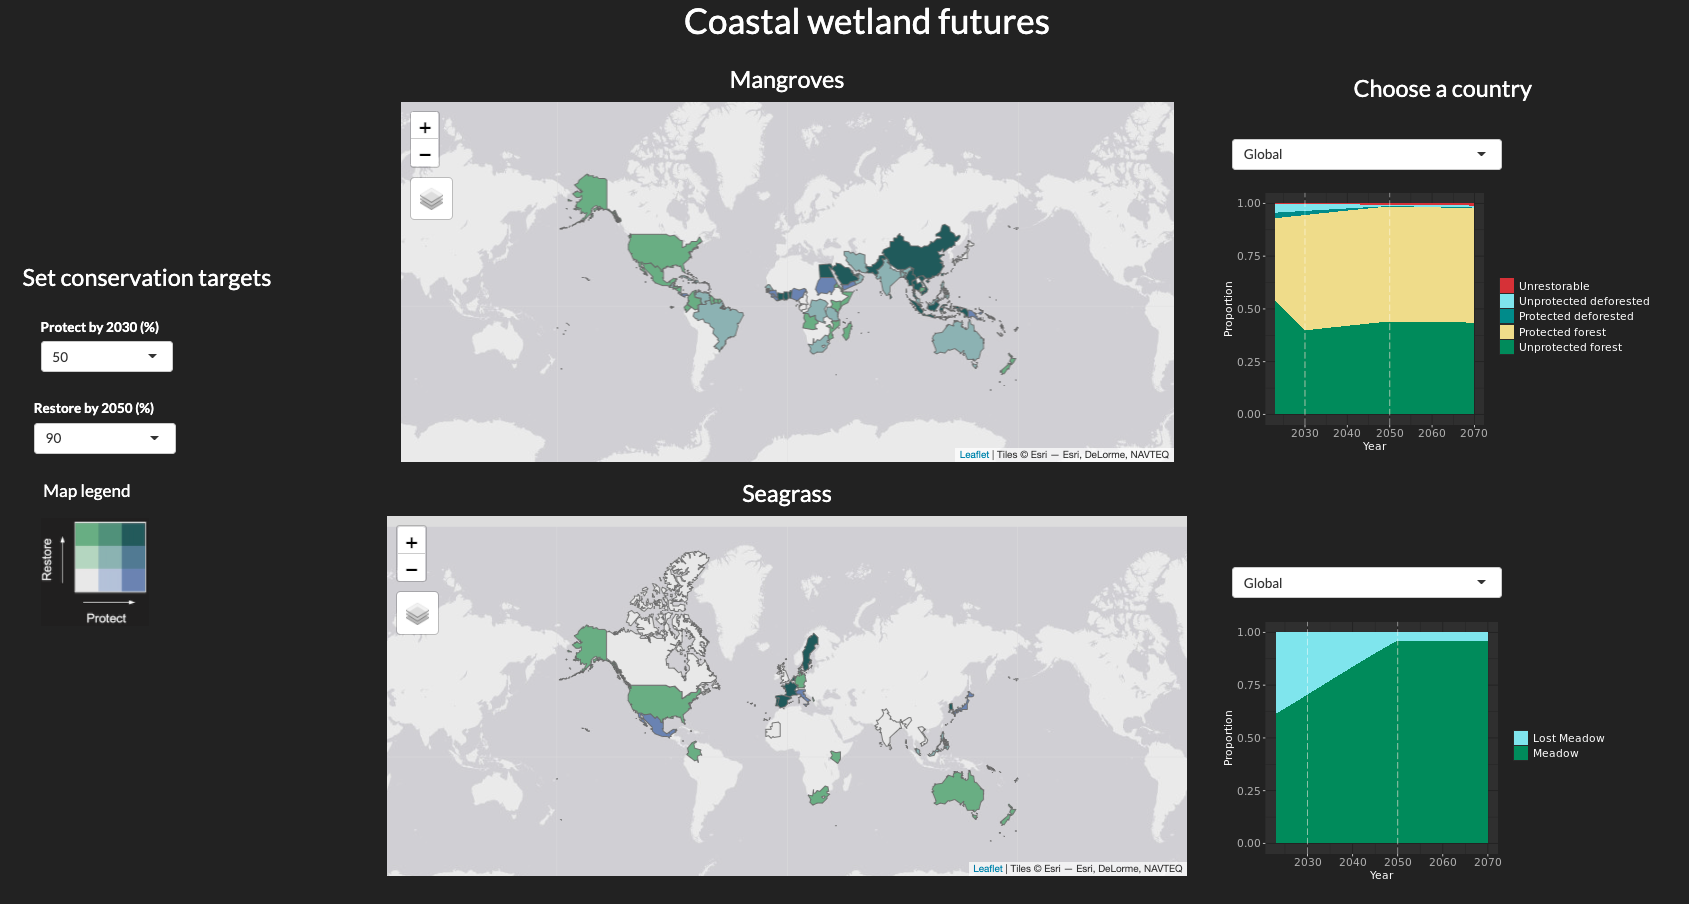 Coastal wetland futures
Mangroves
Choose a country
Set conservation targets
Protect by 2030 (%)
50
Restore by 2050 (%)
90
Map legend
Restore
Protect
+
−
Leaflet | Tiles © Esri — Esri, DeLorme, NAVTEQ
Global
1.00
0.75
0.50
0.25
0.00
Proportion
2030 2040 2050 2060 2070
Year
Unrestorable
Unprotected deforested
Protected deforested
Protected forest
Unprotected forest
Seagrass
+
−
Leaflet | Tiles © Esri — Esri, DeLorme, NAVTEQ
Global
1.00
0.75
0.50
0.25
0.00
Proportion
2030 2040 2050 2060 2070
Year
Lost Meadow
Meadow